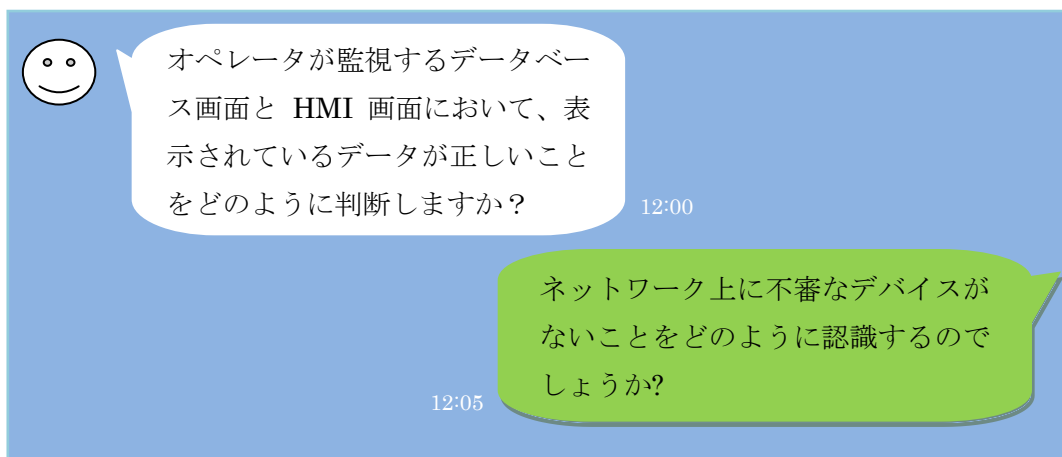 オペレータが監視するデータベー
ス画面と HMI 画面において、表
示されているデータが正しいこと
をどのように判断しますか？
12:00
ネットワーク上に不審なデバイスが
ないことをどのように認識するので
しょうか?
12:05